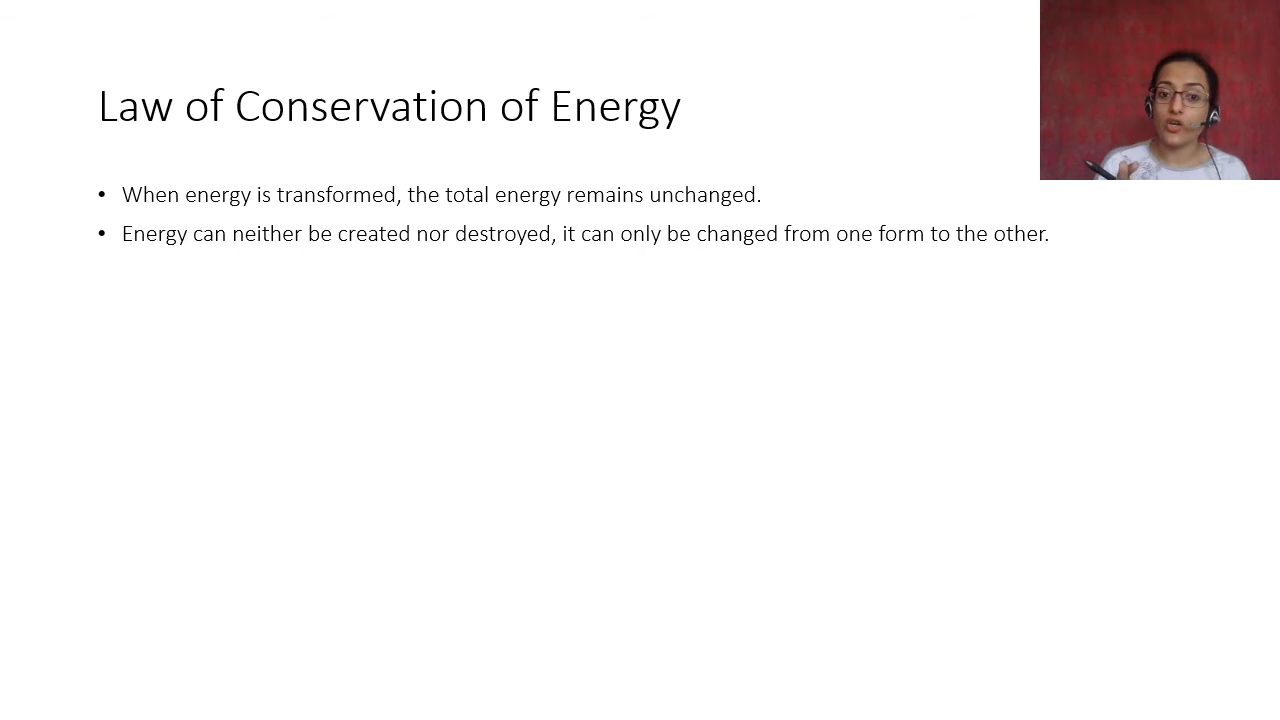 Law of Conservation of Energy
• When energy is transformed, the total energy remains unchanged.
• Energy can neither be created nor destroyed, it can only be changed from one form to the other.